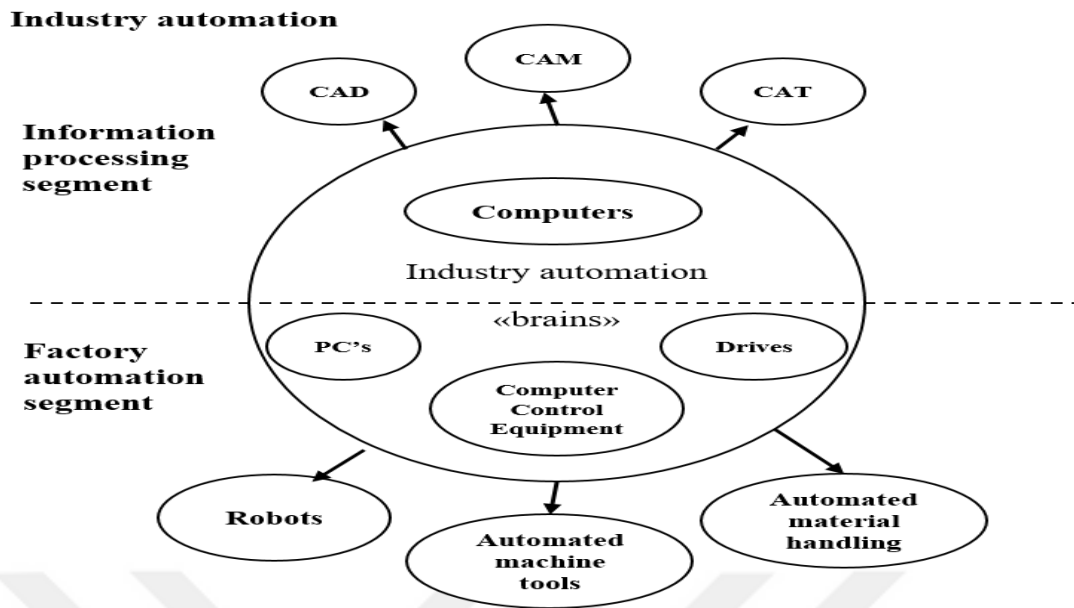 Industry automation
CAD
CAM
CAT
Information
processing
segment
Computers
Industry automation
«brains»
Factory
automation
segment
PC’s
Drives
Computer
Control
Equipment
Robots
Automated
machine
tools
Automated
material
handling